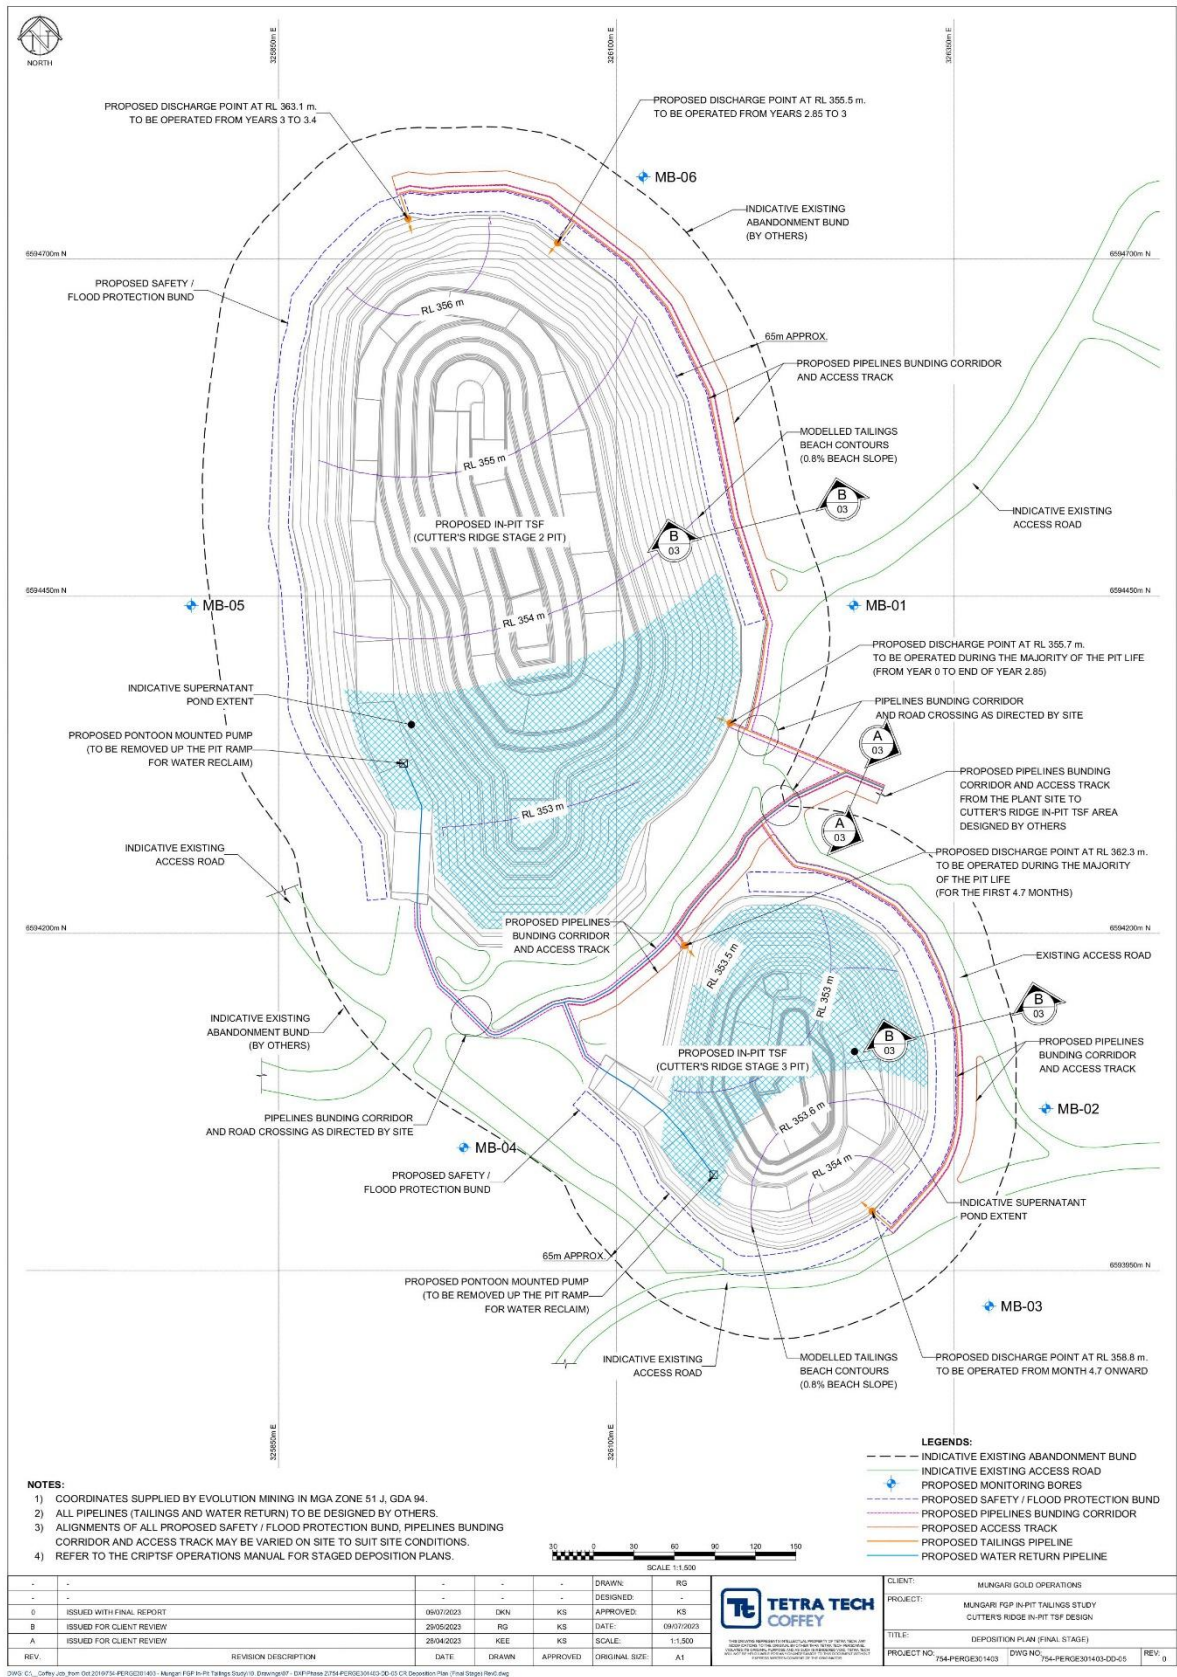 NORTH
325850m E
326100m E
326350m E
PROPOSED DISCHARGE POINT AT RL 363.1 m.
TO BE OPERATED FROM YEARS 3 TO 3.4
PROPOSED DISCHARGE POINT AT RL 355.5 m.
TO BE OPERATED FROM YEARS 2.85 TO 3
MB-06
INDICATIVE EXISTING
ABANDONMENT BUND
(BY OTHERS)
6594700m N
6594700m N
PROPOSED SAFETY /
FLOOD PROTECTION BUND
RL 356 m
65m APPROX.
PROPOSED PIPELINES BUNDING CORRIDOR
AND ACCESS TRACK
MODELLED TAILINGS
BEACH CONTOURS
(0.8% BEACH SLOPE)
RL 355 m
B
03
INDICATIVE EXISTING
ACCESS ROAD
PROPOSED IN-PIT TSF
(CUTTER'S RIDGE STAGE 2 PIT)
B
03
6594450m N
6594450m N
MB-05
MB-01
RL 354 m
PROPOSED DISCHARGE POINT AT RL 355.7 m.
TO BE OPERATED DURING THE MAJORITY OF THE PIT LIFE
(FROM YEAR 0 TO END OF YEAR 2.85)
INDICATIVE SUPERNATANT
POND EXTENT
PIPELINES BUNDING CORRIDOR
AND ROAD CROSSING AS DIRECTED BY SITE
PROPOSED PONTOON MOUNTED PUMP
(TO BE REMOVED UP THE PIT RAMP
FOR WATER RECLAIM)
A
03
PROPOSED PIPELINES BUNDING
CORRIDOR AND ACCESS TRACK
FROM THE PLANT SITE TO
CUTTER'S RIDGE IN-PIT TSF AREA
DESIGNED BY OTHERS
RL 353 m
A
03
INDICATIVE EXISTING
ACCESS ROAD
PROPOSED DISCHARGE POINT AT RL 362.3 m.
TO BE OPERATED DURING THE MAJORITY
OF THE PIT LIFE
(FOR THE FIRST 4.7 MONTHS)
PROPOSED PIPELINES
BUNDING CORRIDOR
AND ACCESS TRACK
6594200m N
6594200m N
RL 353.5 m
RL 353 m
EXISTING ACCESS ROAD
INDICATIVE EXISTING
ABANDONMENT BUND
(BY OTHERS)
B
03
B
03
PROPOSED PIPELINES
BUNDING CORRIDOR
AND ACCESS TRACK
PROPOSED IN-PIT TSF
(CUTTER'S RIDGE STAGE 3 PIT)
PIPELINES BUNDING CORRIDOR
AND ROAD CROSSING AS DIRECTED BY SITE
RL 353.6 m
MB-02
MB-04
RL 354 m
PROPOSED SAFETY /
FLOOD PROTECTION BUND
INDICATIVE SUPERNATANT
POND EXTENT
65m APPROX.
6593950m N
PROPOSED PONTOON MOUNTED PUMP
(TO BE REMOVED UP THE PIT RAMP
FOR WATER RECLAIM)
MB-03
INDICATIVE EXISTING
ACCESS ROAD
MODELLED TAILINGS
BEACH CONTOURS
(0.8% BEACH SLOPE)
PROPOSED DISCHARGE POINT AT RL 358.8 m.
TO BE OPERATED FROM MONTH 4.7 ONWARD
325850m E
326100m E
LEGENDS:
INDICATIVE EXISTING ABANDONMENT BUND
INDICATIVE EXISTING ACCESS ROAD
PROPOSED MONITORING BORES
PROPOSED SAFETY / FLOOD PROTECTION BUND
PROPOSED PIPELINES BUNDING CORRIDOR
PROPOSED ACCESS TRACK
PROPOSED TAILINGS PIPELINE
PROPOSED WATER RETURN PIPELINE
NOTES:
1) COORDINATES SUPPLIED BY EVOLUTION MINING IN MGA ZONE 51 J, GDA 94.
2) ALL PIPELINES (TAILINGS AND WATER RETURN) TO BE DESIGNED BY OTHERS.
3) ALIGNMENTS OF ALL PROPOSED SAFETY / FLOOD PROTECTION BUND, PIPELINES BUNDING
CORRIDOR AND ACCESS TRACK MAY BE VARIED ON SITE TO SUIT SITE CONDITIONS.
4) REFER TO THE CRIPTSF OPERATIONS MANUAL FOR STAGED DEPOSITION PLANS.
30 0 30 60 90 120 150
SCALE 1:1,500
- - - - - DRAWN: RG
- - - - - DESIGNED: -
0 ISSUED WITH FINAL REPORT 09/07/2023 DKN KS APPROVED: KS
B ISSUED FOR CLIENT REVIEW 29/05/2023 RG KS DATE: 09/07/2023
A ISSUED FOR CLIENT REVIEW 28/04/2023 KEE KS SCALE: 1:1,500
REV. REVISION DESCRIPTION DATE DRAWN APPROVED ORIGINAL SIZE: A1
Tt TETRA TECH
COFFEY
CLIENT: MUNGARI GOLD OPERATIONS
PROJECT: MUNGARI FGP IN-PIT TAILINGS STUDY
CUTTER'S RIDGE IN-PIT TSF DESIGN
TITLE: DEPOSITION PLAN (FINAL STAGE)
PROJECT NO: 754-PERGE301403 DWG NO: 754-PERGE301403-DD-05 REV: 0